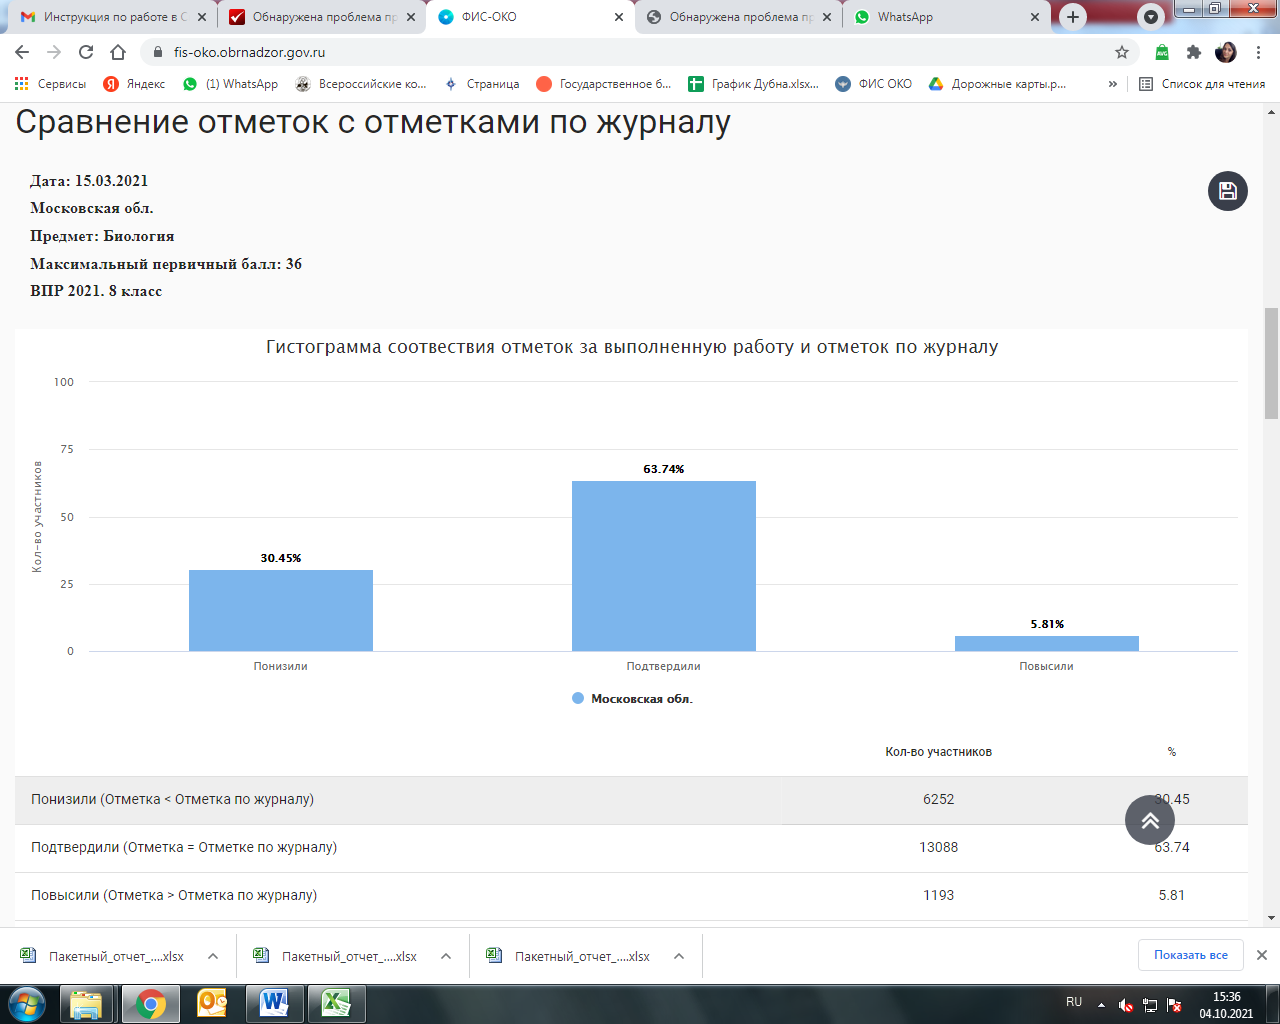 Инструкция по работе в С
Обнаружена проблема пр
ФИС-ОКО
Обнаружена проблема пр
WhatsApp
fis-oko.obrnadzor.gov.ru
Сервисы
Яндекс
(1) WhatsApp
Всероссийские ко...
Страница
Государственное б...
График Дубна.xlsx...
ФИС ОКО
Дорожные карты.р...
»
Список для чтения
Сравнение отметок с отметками по журналу
Дата: 15.03.2021
Московская обл.
Предмет: Биология
Максимальный первичный балл: 36
ВПР 2021. 8 класс
Гистограмма соотвествия отметок за выполненную работу и отметок по журналу
Кол-во участников
100
75
50
25
0
30.45%
63.74%
5.81%
Понизили
Подтвердили
Повысили
Московская обл.
Кол-во участников %
Понизили (Отметка < Отметка по журналу) 6252 30.45
Подтвердили (Отметка = Отметке по журналу) 13088 63.74
Повысили (Отметка > Отметка по журналу) 1193 5.81
Пакетный_отчет_....xlsx
Пакетный_отчет_....xlsx
Пакетный_отчет_....xlsx
Показать все
RU
15:36
04.10.2021